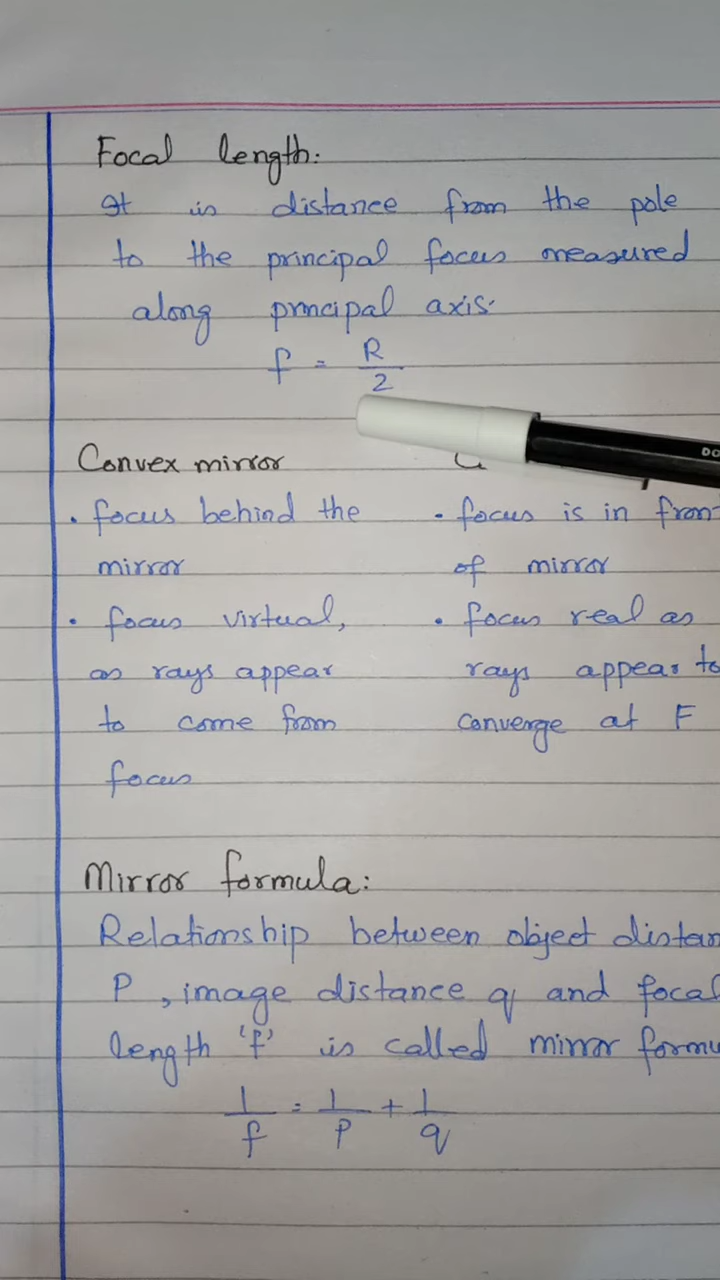 Focal length:
It is distance from the pole
to the principal focus measured
along principal axis.
f = R/2
Convex mirror
• focus behind the
mirror
• focus virtual,
as rays appear
to come from
focus
• focus is in fron
of mirror
• focus real as
rays appear to
converge at F
Mirror formula:
Relationship between object distan
P, image distance q and focal
length 'f' is called mirror formu
1/f = 1/p + 1/q